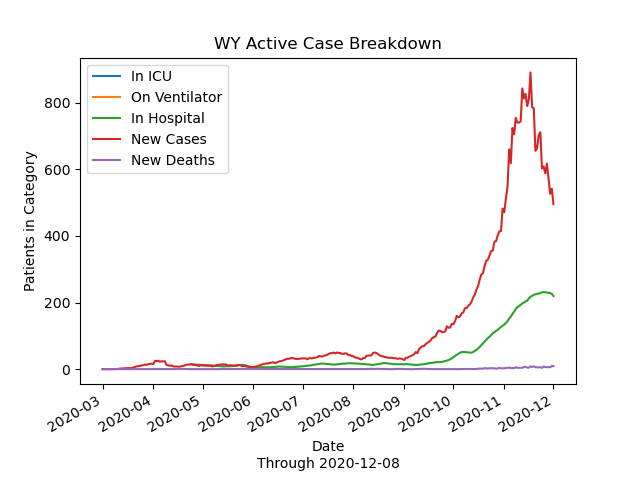 WY Active Case Breakdown
In ICU
On Ventilator
In Hospital
New Cases
New Deaths
Patients in Category
800
600
400
200
0
2020-03
2020-04
2020-05
2020-06
2020-07
2020-08
2020-09
2020-10
2020-11
2020-12
Date
Through 2020-12-08